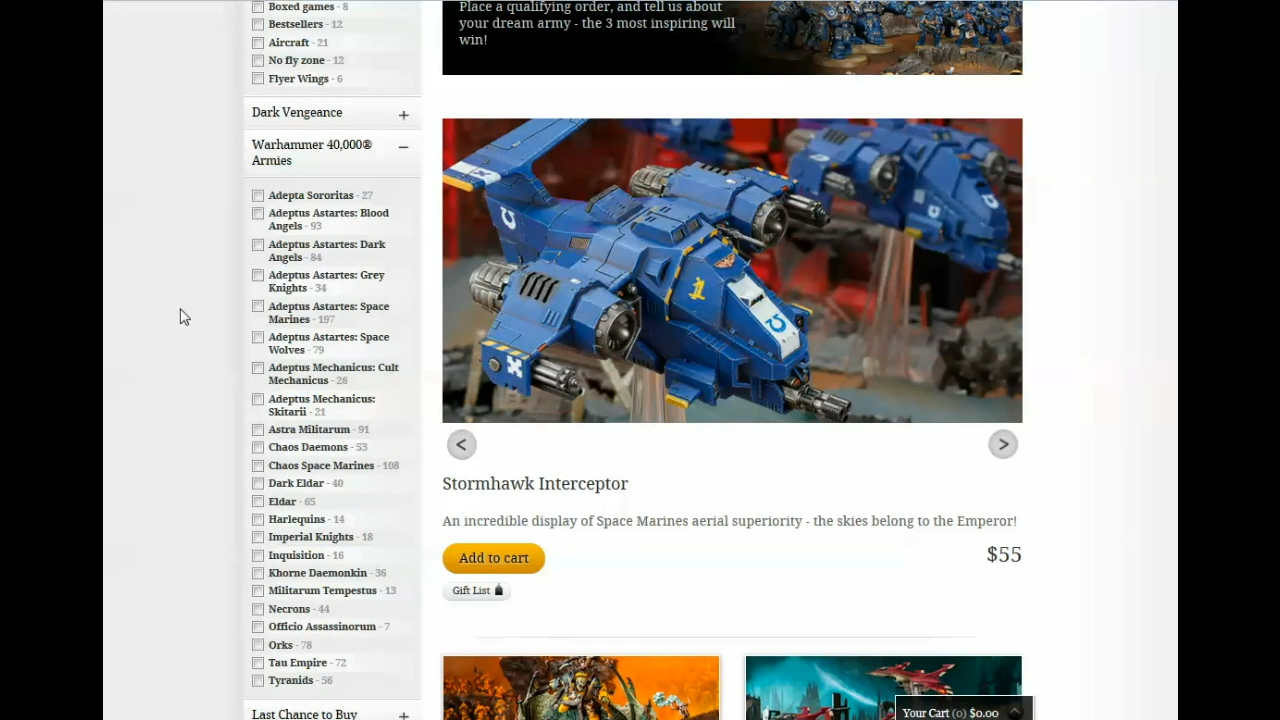 Boxed games - 8
Bestsellers - 12
Aircraft - 21
No fly zone - 12
Flyer Wings - 6
Dark Vengeance +
Warhammer 40,000®
Armies
Adepta Sororitas - 27
Adeptus Astartes: Blood
Angels - 93
Adeptus Astartes: Dark
Angels - 84
Adeptus Astartes: Grey
Knights - 34
Adeptus Astartes: Space
Marines - 197
Adeptus Astartes: Space
Wolves - 79
Adeptus Mechanicus: Cult
Mechanicus - 26
Adeptus Mechanicus:
Skitarii - 21
Astra Militarum - 91
Chaos Daemons - 53
Chaos Space Marines - 108
Dark Eldar - 40
Eldar - 65
Harlequins - 14
Imperial Knights - 18
Inquisition - 16
Khorne Daemonkin - 36
Militarum Tempestus - 13
Necrons - 44
Officio Assassinorum - 7
Orks - 78
Tau Empire - 72
Tyranids - 56
Last Chance to Buy +
Place a qualifying order, and tell us about
your dream army - the 3 most inspiring will
win!
< >
Stormhawk Interceptor
An incredible display of Space Marines aerial superiority - the skies belong to the Emperor!
Add to cart
$55
Gift List
Your Cart (0) $0.00